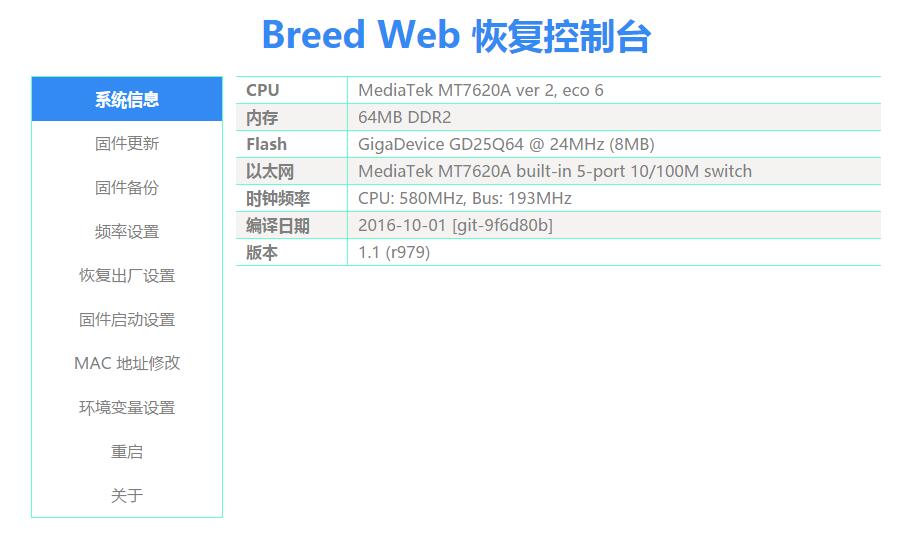 Breed Web 恢复控制台
系统信息
固件更新
固件备份
频率设置
恢复出厂设置
固件启动设置
MAC 地址修改
环境变量设置
重启
关于
CPU MediaTek MT7620A ver 2, eco 6
内存 64MB DDR2
Flash GigaDevice GD25Q64 @ 24MHz (8MB)
以太网 MediaTek MT7620A built-in 5-port 10/100M switch
时钟频率 CPU: 580MHz, Bus: 193MHz
编译日期 2016-10-01 [git-9f6d80b]
版本 1.1 (r979)